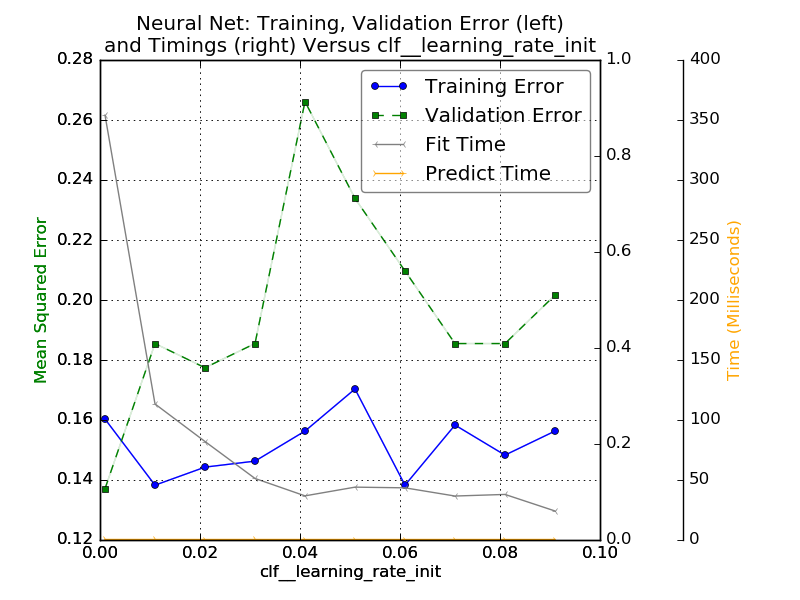 Neural Net: Training, Validation Error (left)
and Timings (right) Versus clf__learning_rate_init
Training Error
Validation Error
Fit Time
Predict Time
Mean Squared Error
0.28
0.26
0.24
0.22
0.20
0.18
0.16
0.14
0.12
0.00 0.02 0.04 0.06 0.08 0.10
clf__learning_rate_init
1.0
0.8
0.6
0.4
0.2
0.0
400
350
300
250
200
150
100
50
0
Time (Milliseconds)